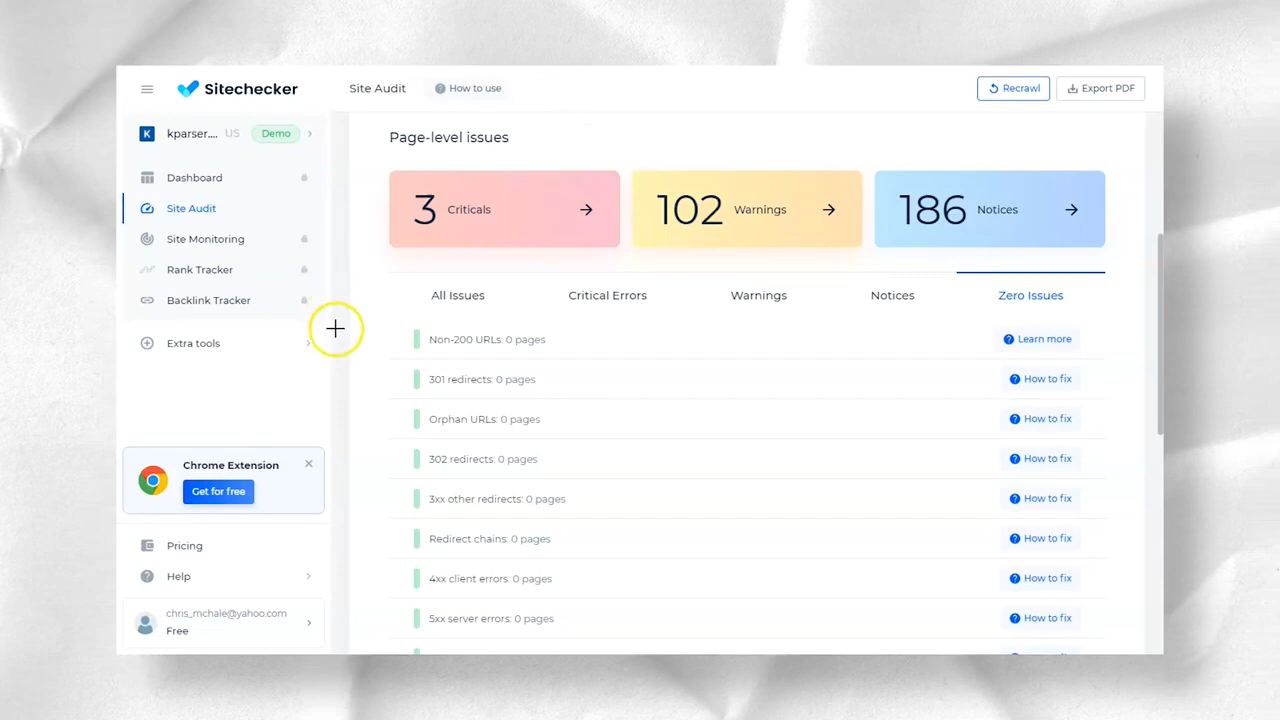 Sitechecker
Site Audit
How to use
Recrawl
Export PDF
K
kparser....
US
Demo
Dashboard
Site Audit
Site Monitoring
Rank Tracker
Backlink Tracker
Extra tools
Chrome Extension
Get for free
Pricing
Help
chris_mchale@yahoo.com
Free
Page-level issues
3 Criticals
102 Warnings
186 Notices
All Issues
Critical Errors
Warnings
Notices
Zero Issues
Non-200 URLs: 0 pages
Learn more
301 redirects: 0 pages
How to fix
Orphan URLs: 0 pages
How to fix
302 redirects: 0 pages
How to fix
3xx other redirects: 0 pages
How to fix
Redirect chains: 0 pages
How to fix
4xx client errors: 0 pages
How to fix
5xx server errors: 0 pages
How to fix